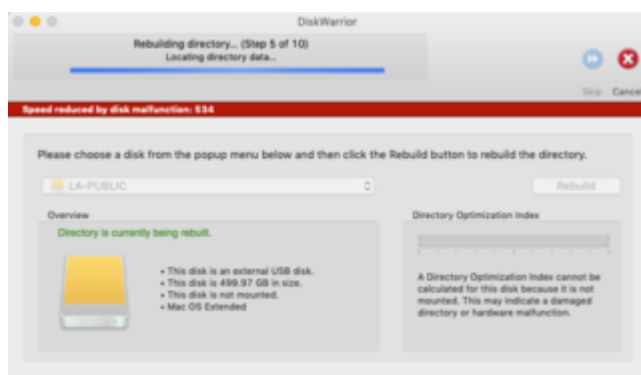 DiskWarrior
Rebuilding directory... (Step 5 of 10)
Locating directory data...
Skip Cancel
Speed reduced by disk malfunction: 534
Please choose a disk from the popup menu below and then click the Rebuild button to rebuild the directory.
LA-PUBLIC
Rebuild
Overview
Directory is currently being rebuilt.
• This disk is an external USB disk.
• This disk is 499.97 GB in size.
• This disk is not mounted.
• Mac OS Extended
Directory Optimization Index
A Directory Optimization Index cannot be
calculated for this disk because it is not
mounted. This may indicate a damaged
directory or hardware malfunction.